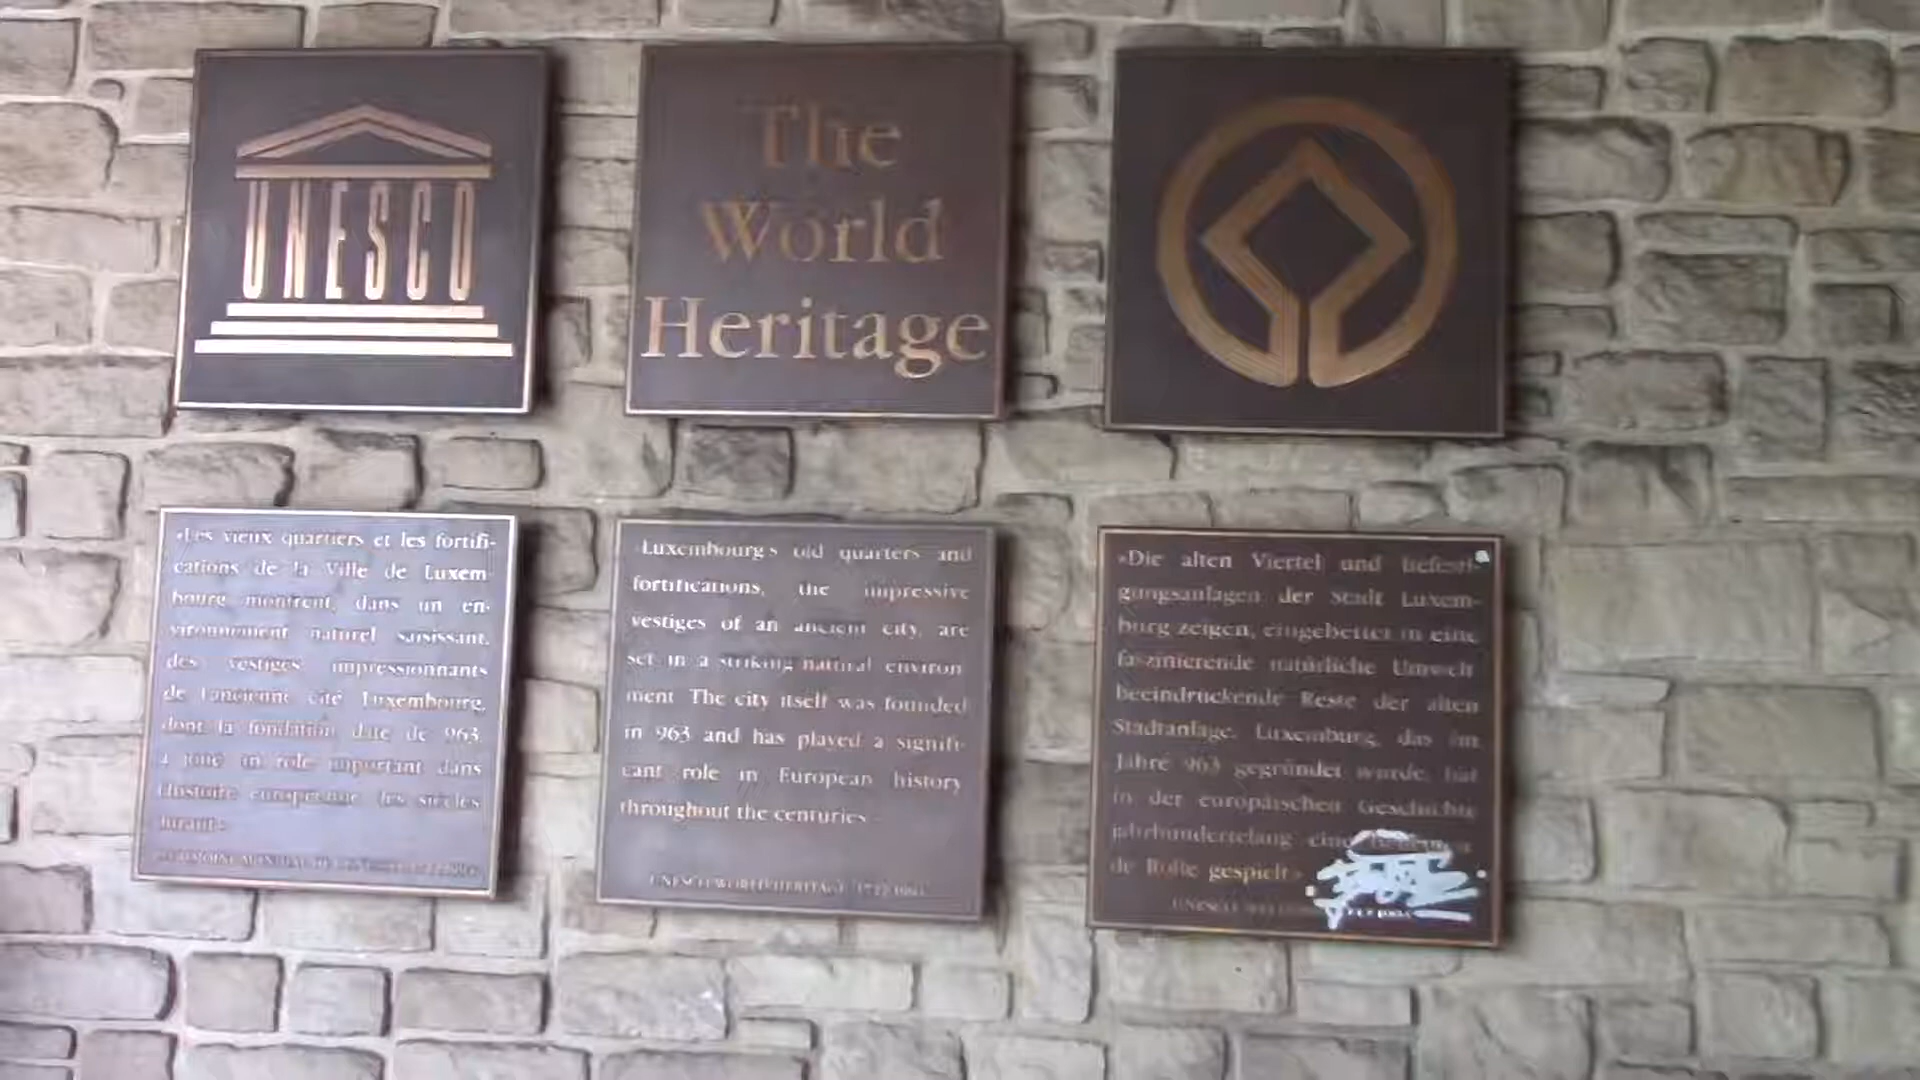 UNESCO
The
World
Heritage
«Les vieux quartiers et les fortifi-
cations de la Ville de Luxem-
bourg montrent, dans un en-
vironnement naturel saisissant,
des vestiges impressionnants
de l'ancienne cité. Luxembourg,
dont la fondation date de 963,
a joué un rôle important dans
l'histoire européenne des siècles
durant»
«Luxembourg's old quarters and
fortifications, the impressive
vestiges of an ancient city, are
set in a striking natural environ-
ment. The city itself was founded
in 963 and has played a signifi-
cant role in European history
throughout the centuries»
UNESCO WORLD HERITAGE
«Die alten Viertel und Befesti-
gungsanlagen der Stadt Luxem-
burg zeigen, eingebettet in eine
faszinierende natürliche Umwelt
beeindruckende Reste der alten
Stadtanlage. Luxemburg, das im
Jahre 963 gegründet wurde, hat
in der europäischen Geschichte
jahrhundertelang eine
de Rolle gespielt»
UNESCO